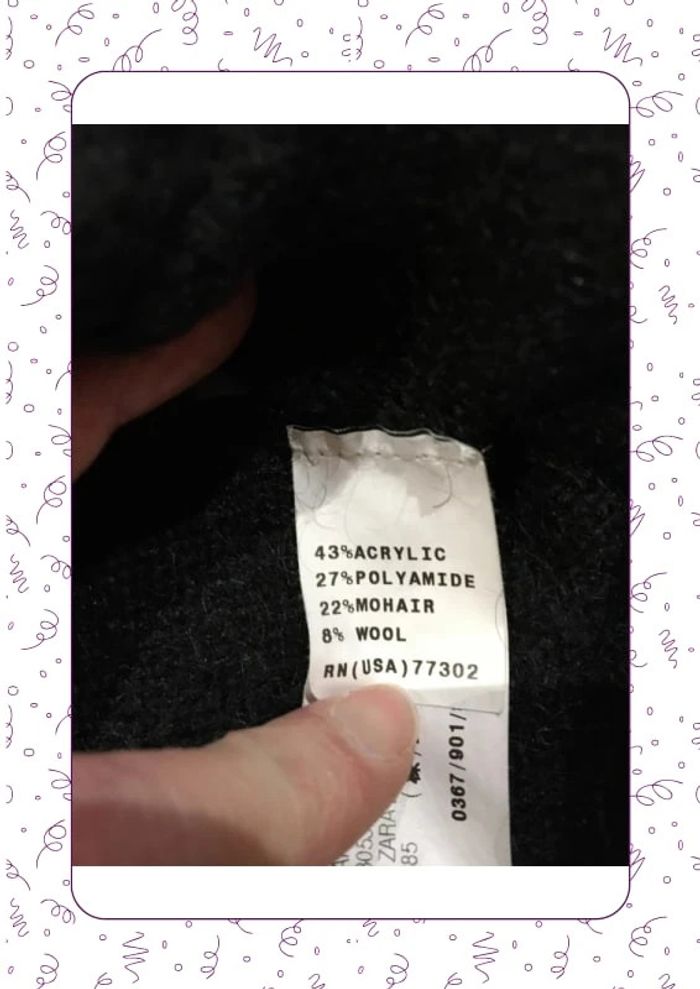 43%ACRYLIC
27%POLYAMIDE
22%MOHAIR
8% WOOL
RN(USA)77302
0367/901/
ZARA
85